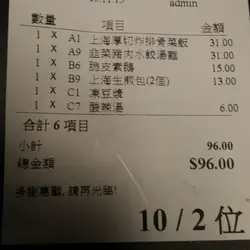 admin
數量 項目 金額
1 x A1 上海厚切炸排骨菜飯 31.00
1 x A9 韭菜豬肉水餃湯麵 31.00
1 x B6 脆皮素鵝 15.00
1 x B9 上海生煎包(2個) 13.00
1 x C1 凍豆漿
1 x C7 酸辣湯 6.00
合計 6 項目
小計 96.00
總金額 $96.00
多謝惠顧, 請再光臨!
10 / 2 位